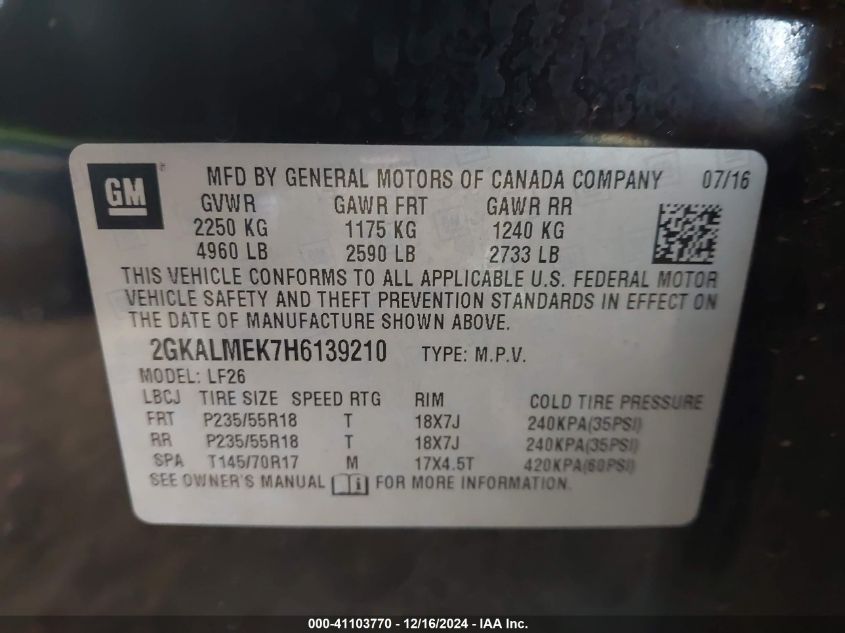 GM
MFD BY GENERAL MOTORS OF CANADA COMPANY 07/16
GVWR GAWR FRT GAWR RR
2250 KG 1175 KG 1240 KG
4960 LB 2590 LB 2733 LB
THIS VEHICLE CONFORMS TO ALL APPLICABLE U.S. FEDERAL MOTOR
VEHICLE SAFETY AND THEFT PREVENTION STANDARDS IN EFFECT ON
THE DATE OF MANUFACTURE SHOWN ABOVE.
2GKALMEK7H6139210 TYPE: M.P.V.
MODEL: LF26
LBCJ TIRE SIZE SPEED RTG RIM COLD TIRE PRESSURE
FRT P235/55R18 T 18X7J 240KPA(35PSI)
RR P235/55R18 T 18X7J 240KPA(35PSI)
SPA T145/70R17 M 17X4.5T 420KPA(60PSI)
SEE OWNER'S MANUAL i FOR MORE INFORMATION.
000-41103770 - 12/16/2024 - IAA Inc.